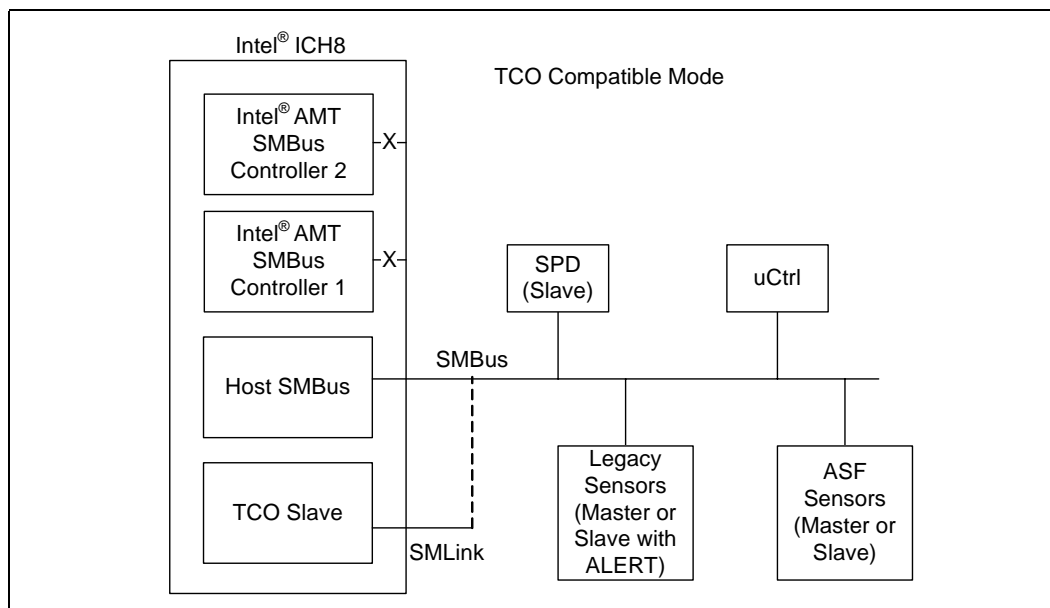 Intel® ICH8
TCO Compatible Mode
Intel® AMT
SMBus
Controller 2
X
Intel® AMT
SMBus
Controller 1
X
SPD
(Slave)
uCtrl
SMBus
Host SMBus
TCO Slave
SMLink
Legacy
Sensors
(Master or
Slave with
ALERT)
ASF
Sensors
(Master or
Slave)